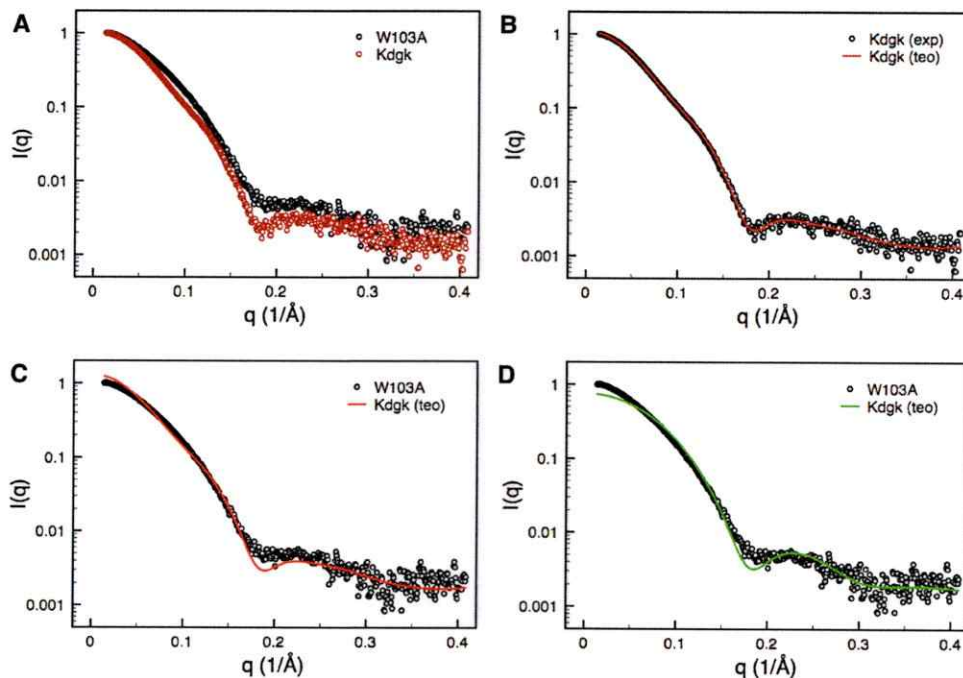 A
W103A
Kdgk
1
0.1
0.01
0.001
I(q)
0
0.1
0.2
0.3
0.4
q (1/Å)
B
Kdgk (exp)
Kdgk (teo)
1
0.1
0.01
0.001
I(q)
0
0.1
0.2
0.3
0.4
q (1/Å)
C
W103A
Kdgk (teo)
1
0.1
0.01
0.001
I(q)
0
0.1
0.2
0.3
0.4
q (1/Å)
D
W103A
Kdgk (teo)
1
0.1
0.01
0.001
I(q)
0
0.1
0.2
0.3
0.4
q (1/Å)